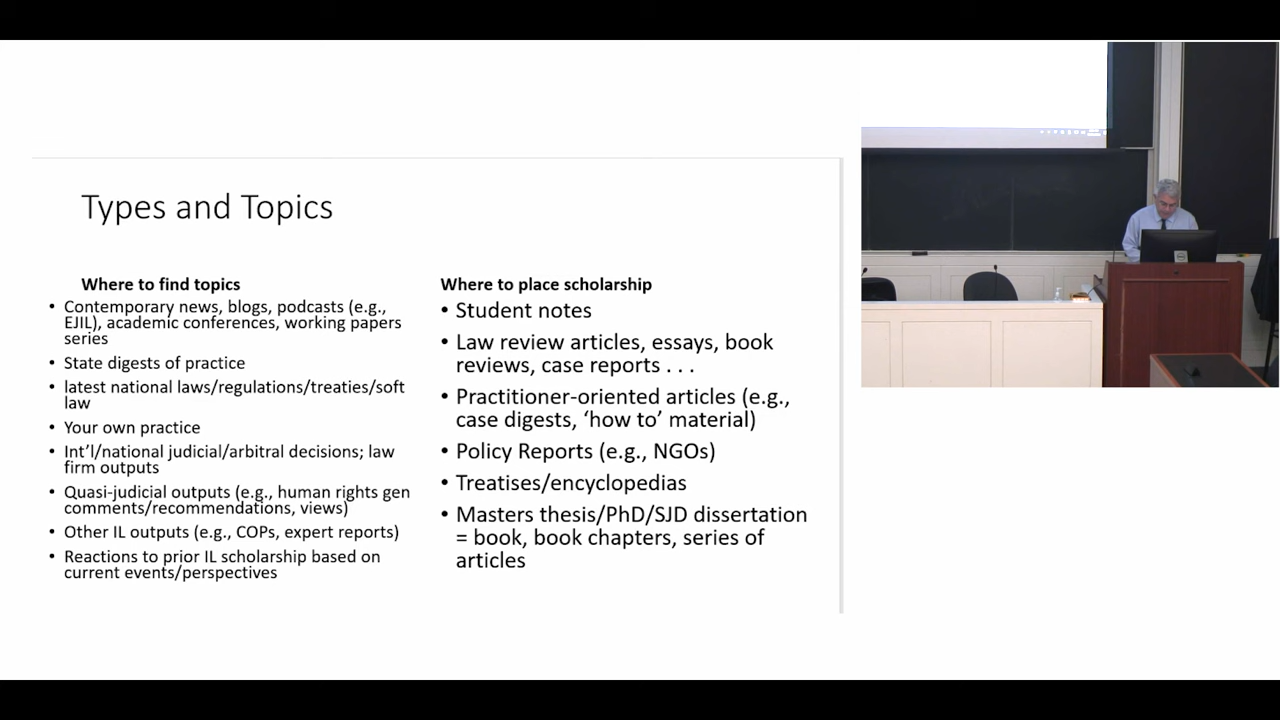 Types and Topics
Where to find topics
• Contemporary news, blogs, podcasts (e.g.,
EJIL), academic conferences, working papers
series
• State digests of practice
• latest national laws/regulations/treaties/soft
law
• Your own practice
• Int’l/national judicial/arbitral decisions; law
firm outputs
• Quasi-judicial outputs (e.g., human rights gen
comments/recommendations, views)
• Other IL outputs (e.g., COPs, expert reports)
• Reactions to prior IL scholarship based on
current events/perspectives
Where to place scholarship
• Student notes
• Law review articles, essays, book
reviews, case reports . . .
• Practitioner-oriented articles (e.g.,
case digests, ‘how to’ material)
• Policy Reports (e.g., NGOs)
• Treatises/encyclopedias
• Masters thesis/PhD/SJD dissertation
= book, book chapters, series of
articles